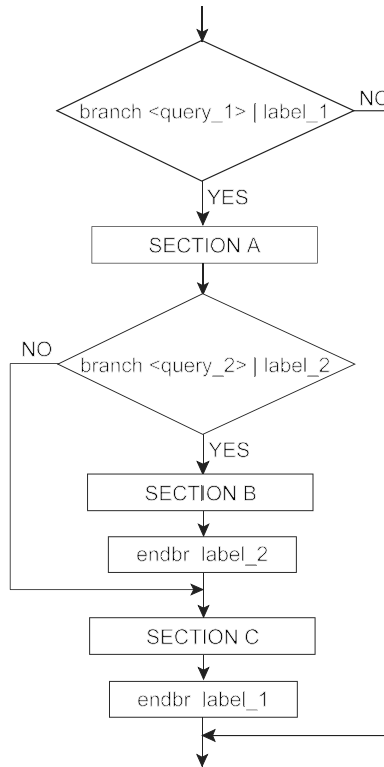 branch <query_1> | label_1
NO
YES
SECTION A
NO
branch <query_2> | label_2
YES
SECTION B
endbr label_2
SECTION C
endbr label_1